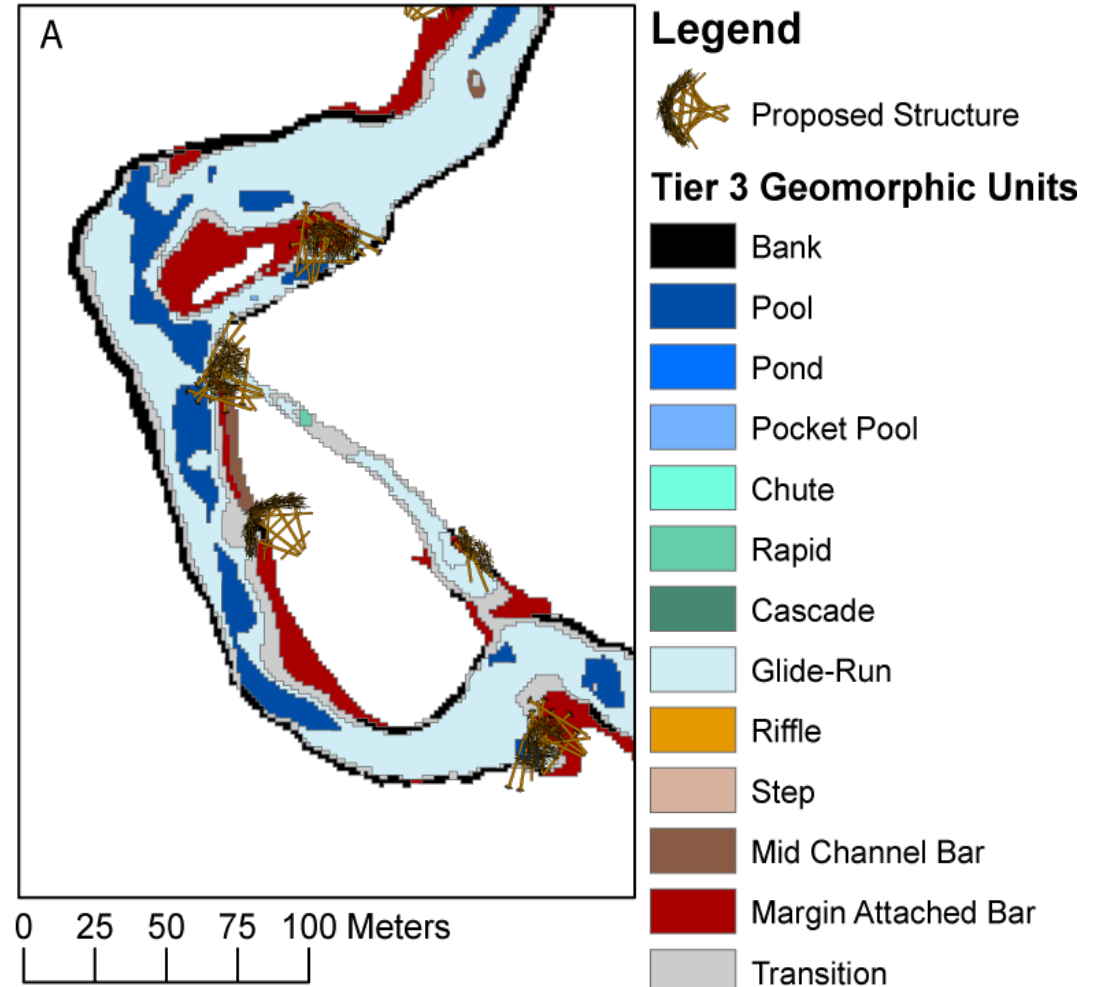 A
Legend
Proposed Structure
Tier 3 Geomorphic Units
Bank
Pool
Pond
Pocket Pool
Chute
Rapid
Cascade
Glide-Run
Riffle
Step
Mid Channel Bar
Margin Attached Bar
Transition
0 25 50 75 100 Meters